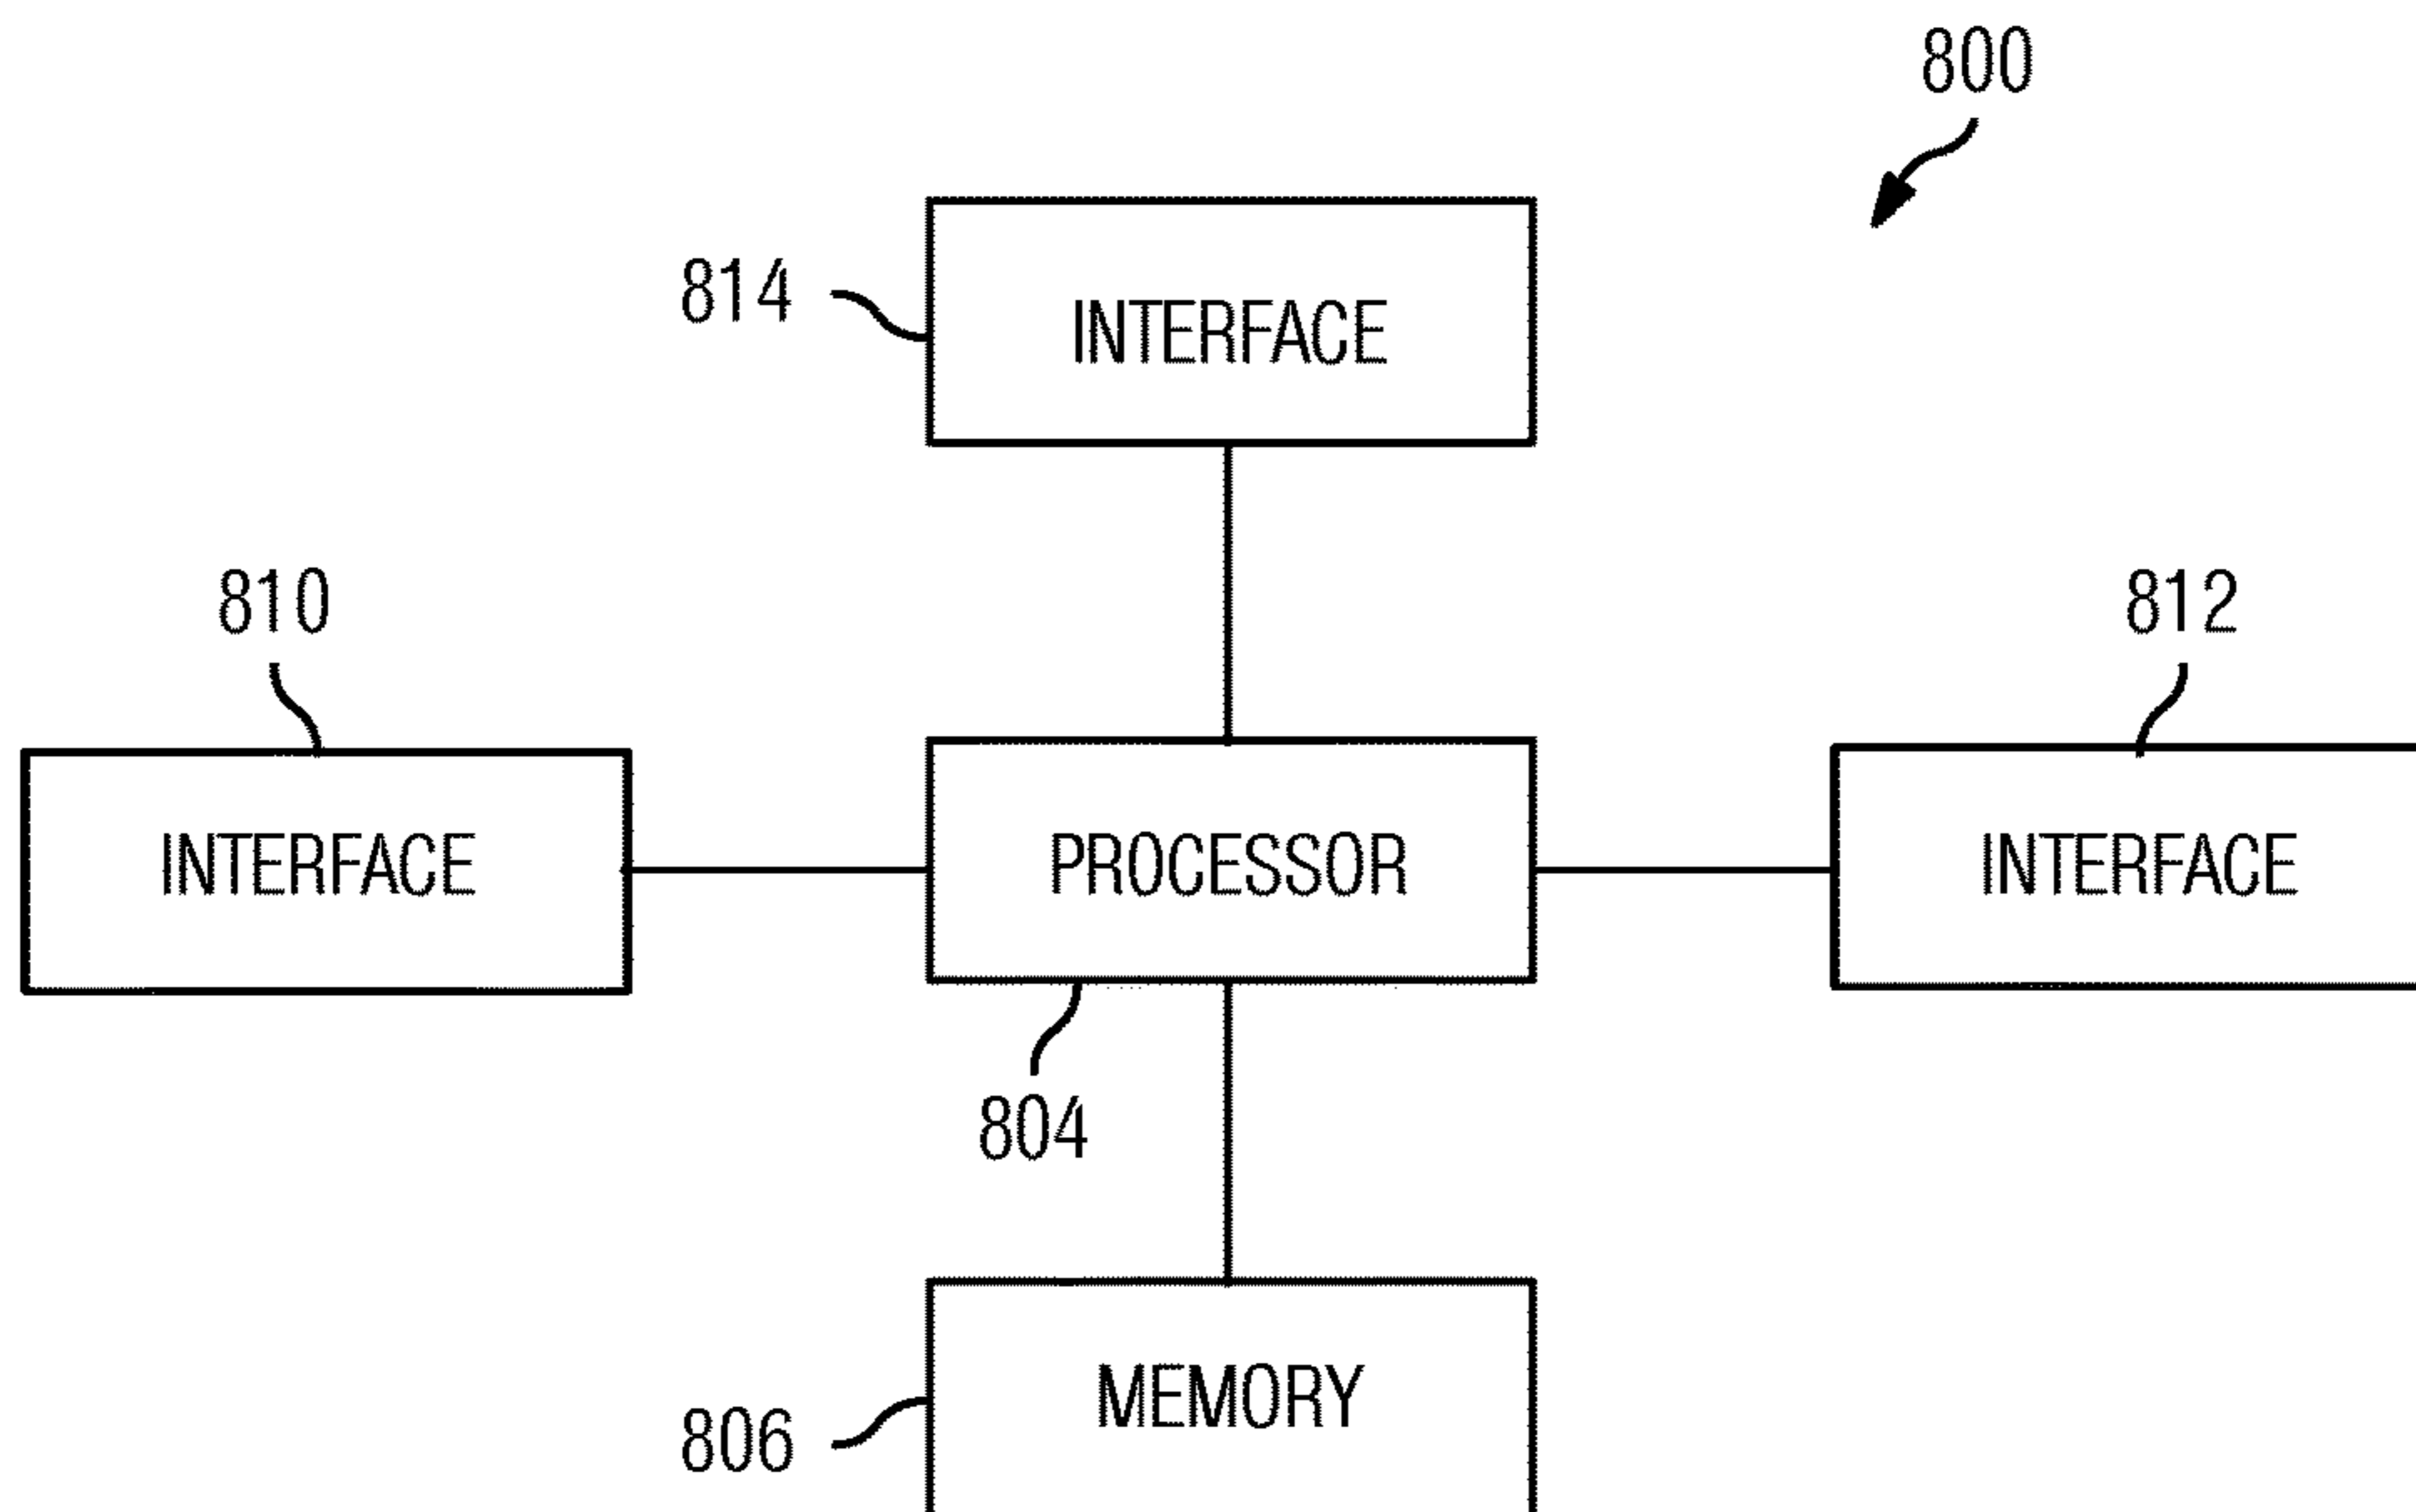 800
814
INTERFACE
810
812
INTERFACE
PROCESSOR
INTERFACE
804
MEMORY
806